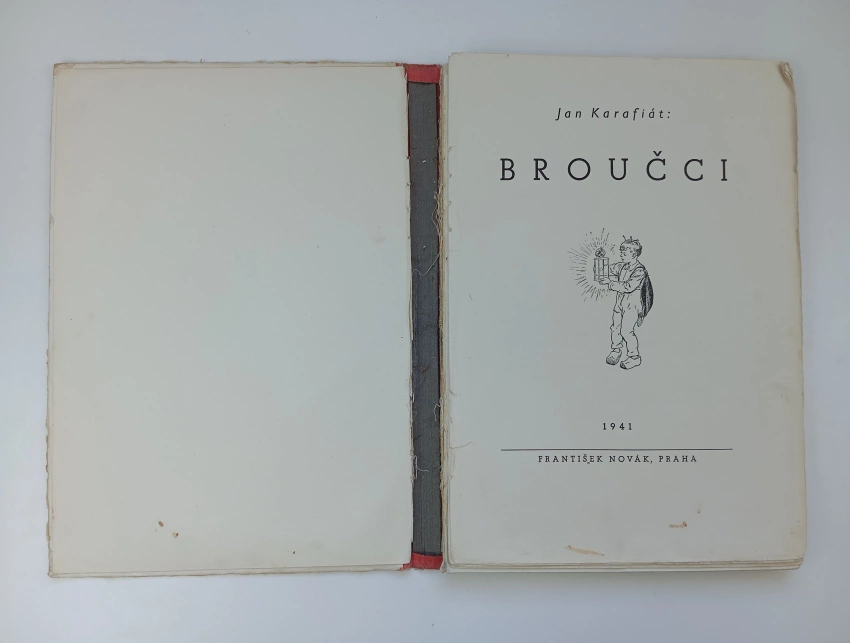 Jan Karafiát:
BROUČCI
1941
FRANTIŠEK NOVÁK, PRAHA